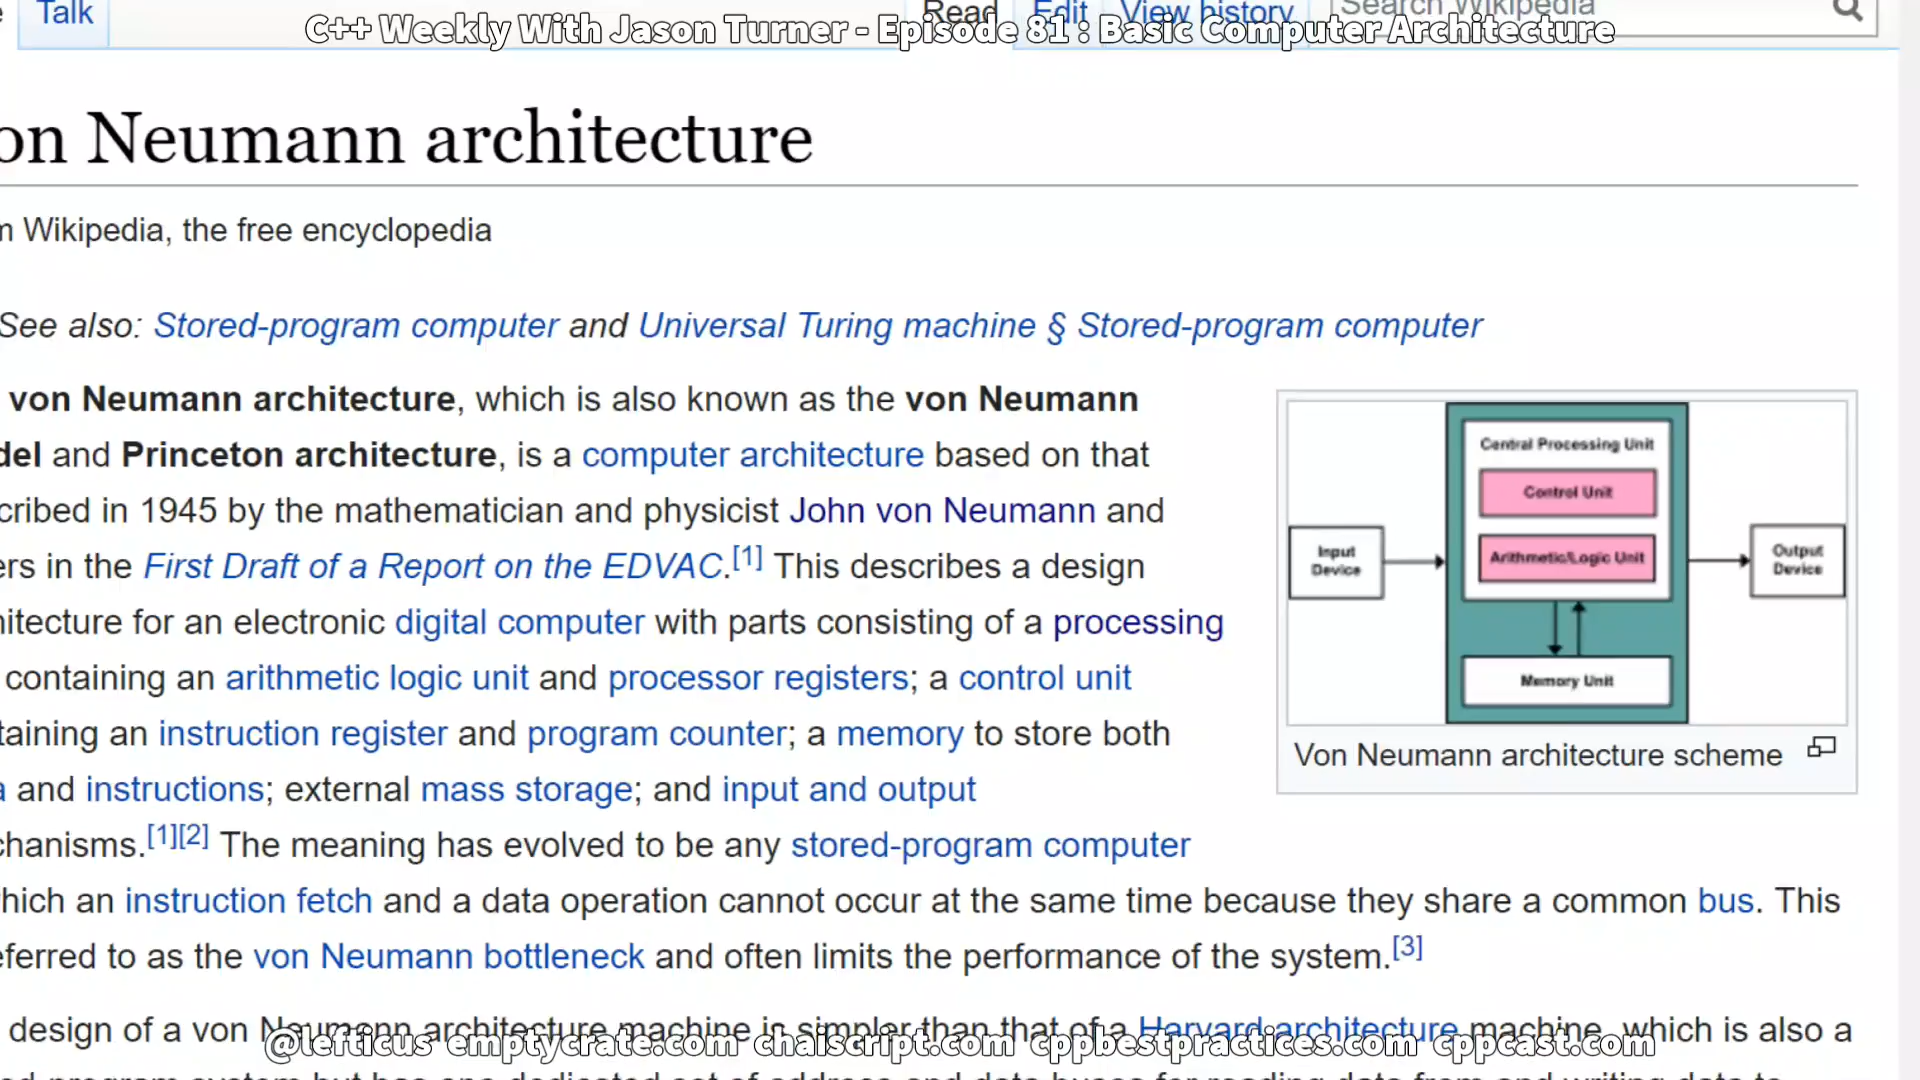 Talk
Read Edit View history Search Wikipedia
C++ Weekly With Jason Turner - Episode 81 : Basic Computer Architecture
on Neumann architecture
m Wikipedia, the free encyclopedia
See also: Stored-program computer and Universal Turing machine § Stored-program computer
von Neumann architecture, which is also known as the von Neumann
del and Princeton architecture, is a computer architecture based on that
cribed in 1945 by the mathematician and physicist John von Neumann and
ers in the First Draft of a Report on the EDVAC.[1] This describes a design
hitecture for an electronic digital computer with parts consisting of a processing
containing an arithmetic logic unit and processor registers; a control unit
taining an instruction register and program counter; a memory to store both
a and instructions; external mass storage; and input and output
chanisms.[1][2] The meaning has evolved to be any stored-program computer
hich an instruction fetch and a data operation cannot occur at the same time because they share a common bus. This
eferred to as the von Neumann bottleneck and often limits the performance of the system.[3]
Central Processing Unit
Control Unit
Arithmetic/Logic Unit
Input
Device
Output
Device
Memory Unit
Von Neumann architecture scheme
design of a von Neumann architecture machine is simpler than that of a Harvard architecture machine, which is also a
@lefticus emptycrate.com chaiscript.com cppbestpractices.com cppcast.com